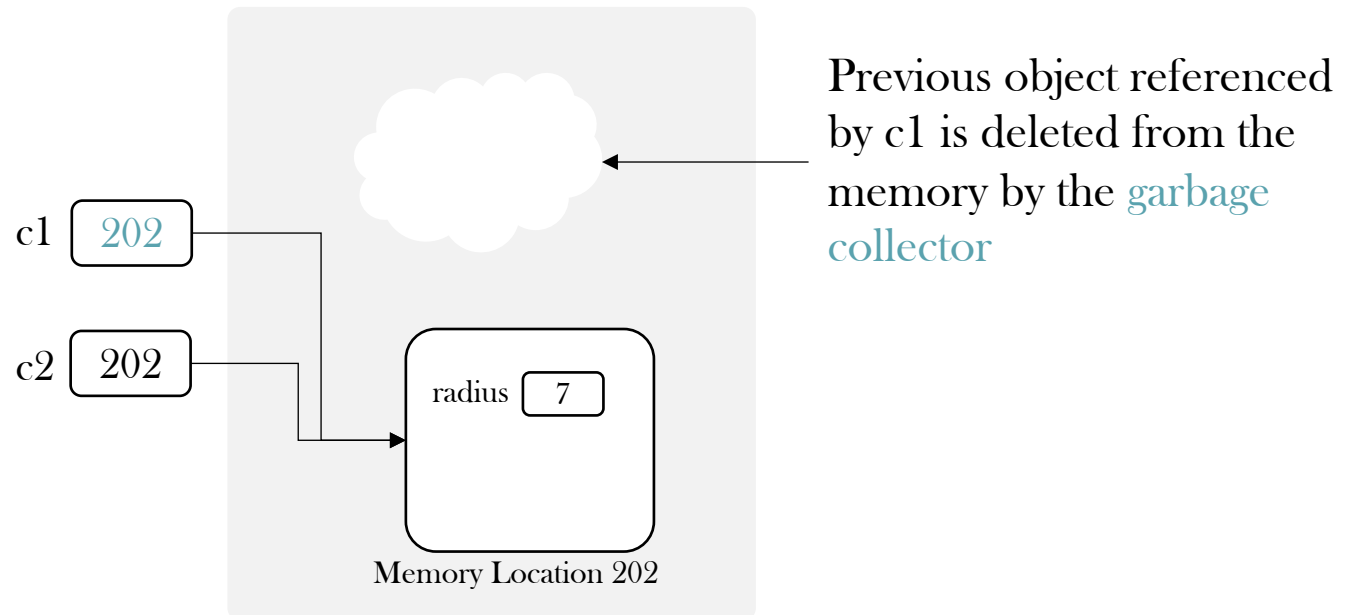 Previous object referenced
by c1 is deleted from the
memory by the garbage
collector
c1 202
c2 202
radius 7
Memory Location 202